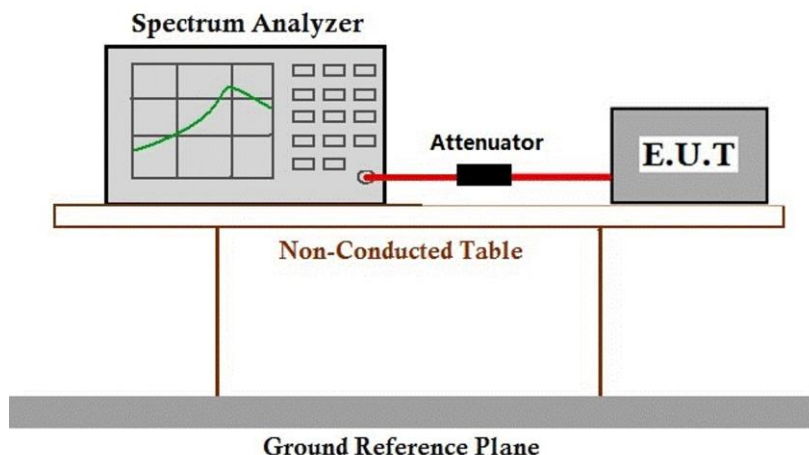 Spectrum Analyzer
Attenuator
E.U.T
Non-Conducted Table
Ground Reference Plane